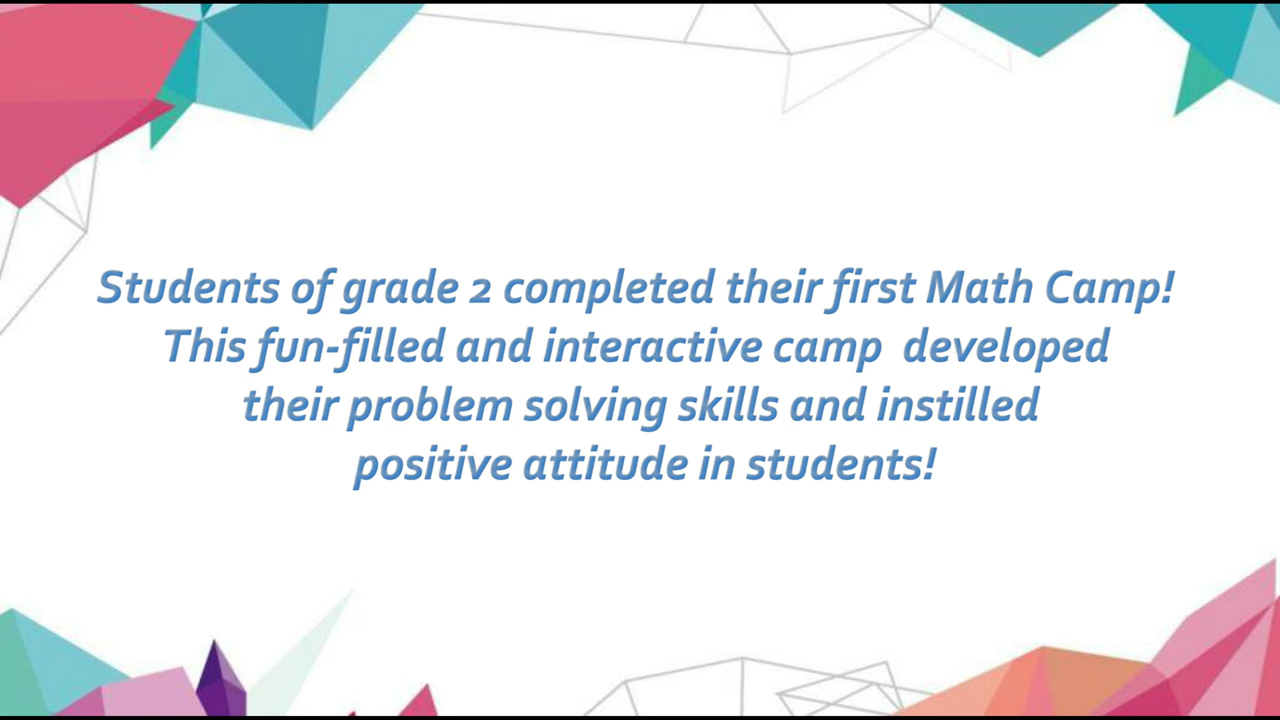 Students of grade 2 completed their first Math Camp!
This fun-filled and interactive camp  developed
their problem solving skills and instilled
positive attitude in students!